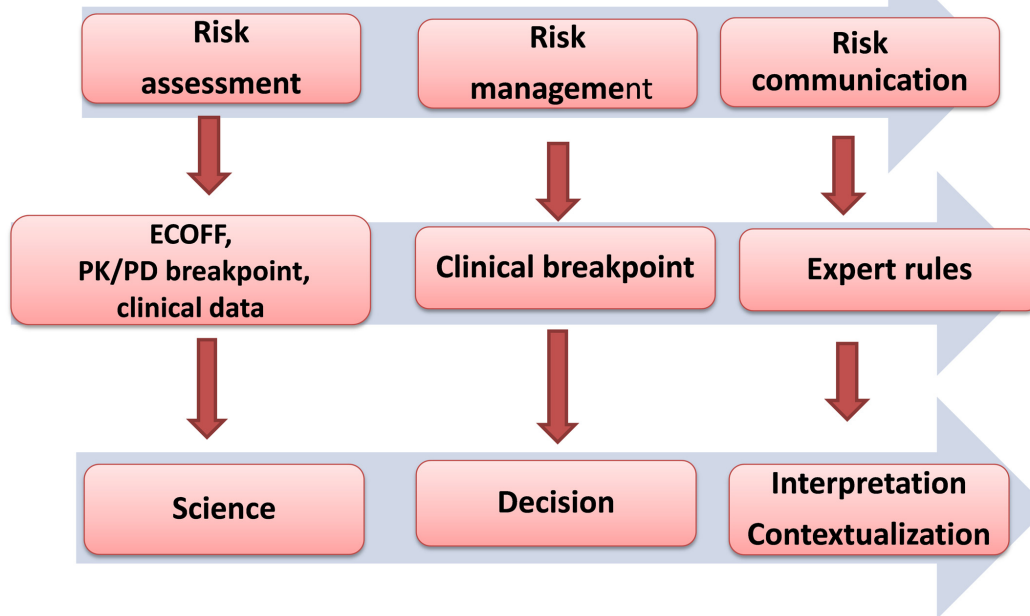 Risk
assessment
Risk
management
Risk
communication
ECOFF,
PK/PD breakpoint,
clinical data
Clinical breakpoint
Expert rules
Science
Decision
Interpretation
Contextualization